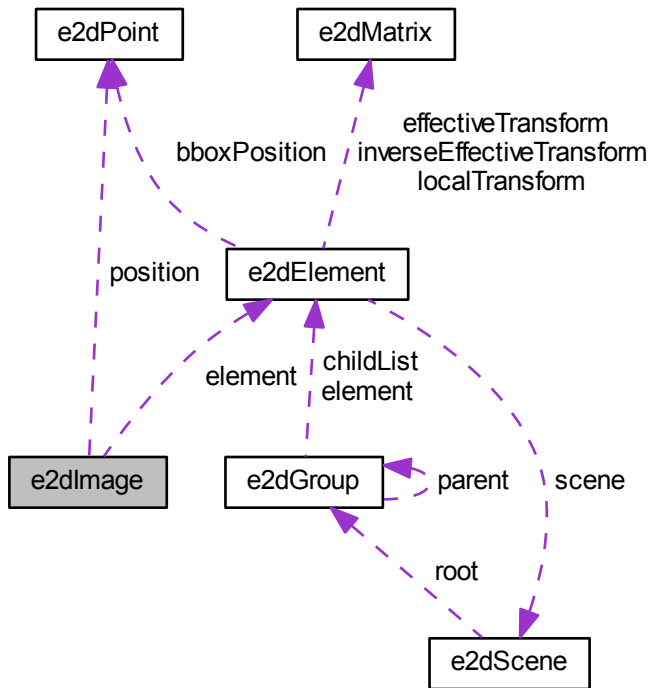 e2dPoint
e2dMatrix
effectiveTransform
bboxPosition
inverseEffectiveTransform
localTransform
position
e2dElement
element
childList
element
e2dImage
e2dGroup
parent
scene
root
e2dScene